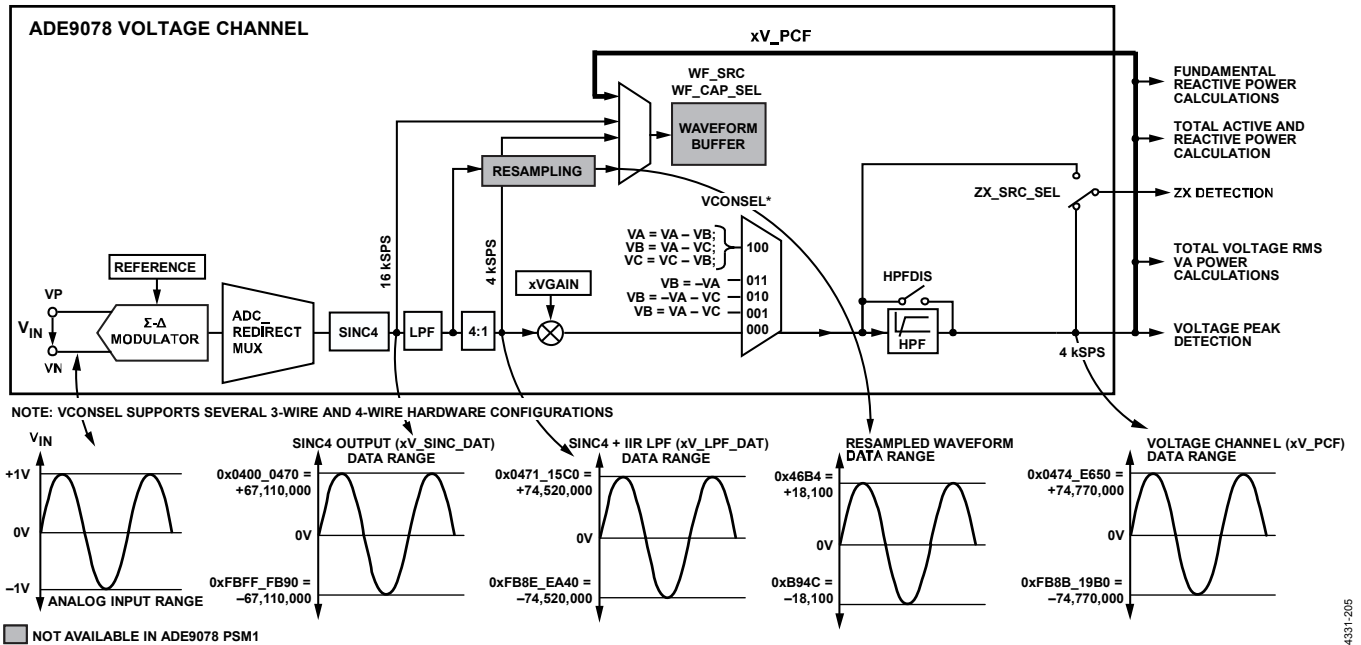 ADE9078 VOLTAGE CHANNEL
xV_PCF
WF_SRC
WF_CAP_SEL
WAVEFORM
BUFFER
RESAMPLING
FUNDAMENTAL
REACTIVE POWER
CALCULATIONS
TOTAL ACTIVE AND
REACTIVE POWER
CALCULATION
ZX_SRC_SEL
ZX DETECTION
VCONSEL*
VA = VA – VB;
VB = VA – VC;
VC = VC – VB;
100
VB = –VA
011
VB = –VA – VC
010
VB = VA – VC
001
000
TOTAL VOLTAGE RMS
VA POWER
CALCULATIONS
VOLTAGE PEAK
DETECTION
HPFDIS
HPF
4 kSPS
REFERENCE
VP
VIN
VN
Σ-Δ
MODULATOR
ADC_
REDIRECT
MUX
SINC4
16 kSPS
LPF
4:1
4 kSPS
xVGAIN
NOTE: VCONSEL SUPPORTS SEVERAL 3-WIRE AND 4-WIRE HARDWARE CONFIGURATIONS
VIN
+1V
0V
–1V
ANALOG INPUT RANGE
SINC4 OUTPUT (xV_SINC_DAT)
DATA RANGE
0x0400_0470 =
+67,110,000
0V
0xFBFF_FB90 =
–67,110,000
SINC4 + IIR LPF (xV_LPF_DAT)
DATA RANGE
0x0471_15C0 =
+74,520,000
0V
0xFB8E_EA40 =
–74,520,000
RESAMPLED WAVEFORM
DATA RANGE
0x46B4 =
+18,100
0V
0xB94C =
–18,100
VOLTAGE CHANNEL (xV_PCF)
DATA RANGE
0x0474_E650 =
+74,770,000
0V
0xFB8B_19B0 =
–74,770,000
NOT AVAILABLE IN ADE9078 PSM1
4331-205